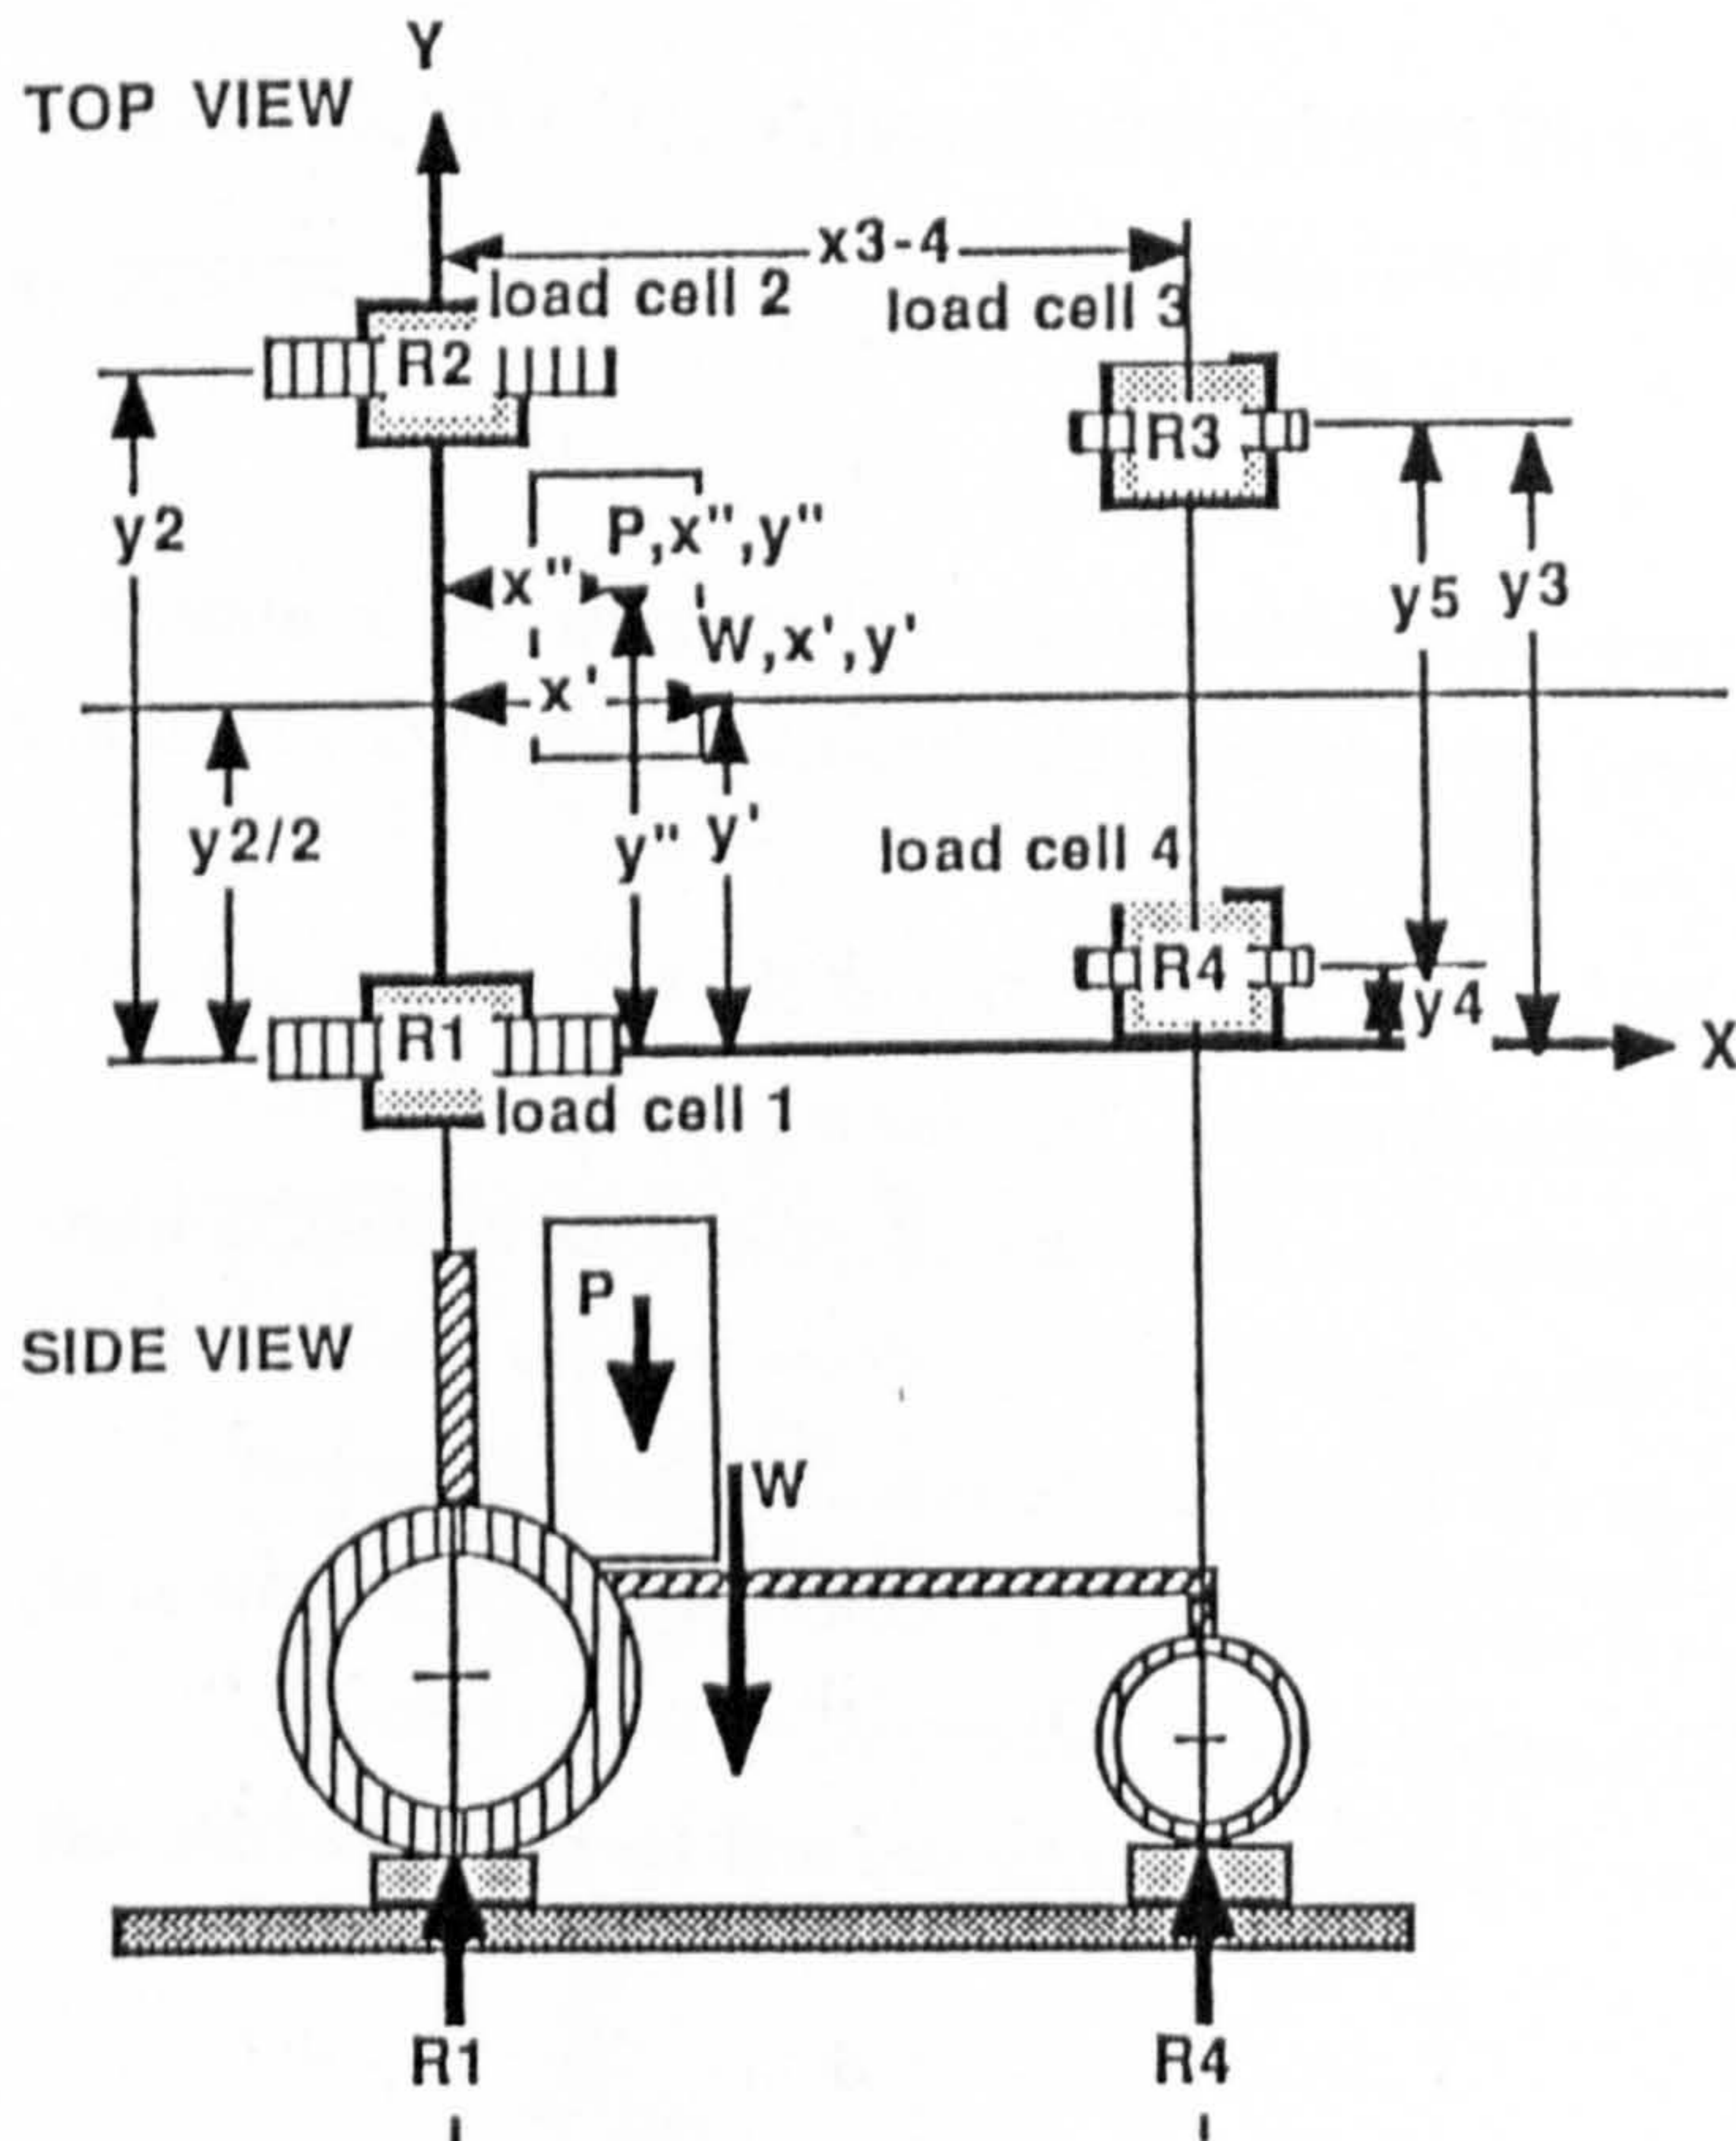 Y
TOP VIEW
x3-4
load cell 2
load cell 3
R2
R3
y2
P,x",y"
x"
y5
y3
W,x',y'
x'
y2/2
y"
y'
load cell 4
R4
y4
R1
X
load cell 1
P
SIDE VIEW
W
R1
R4